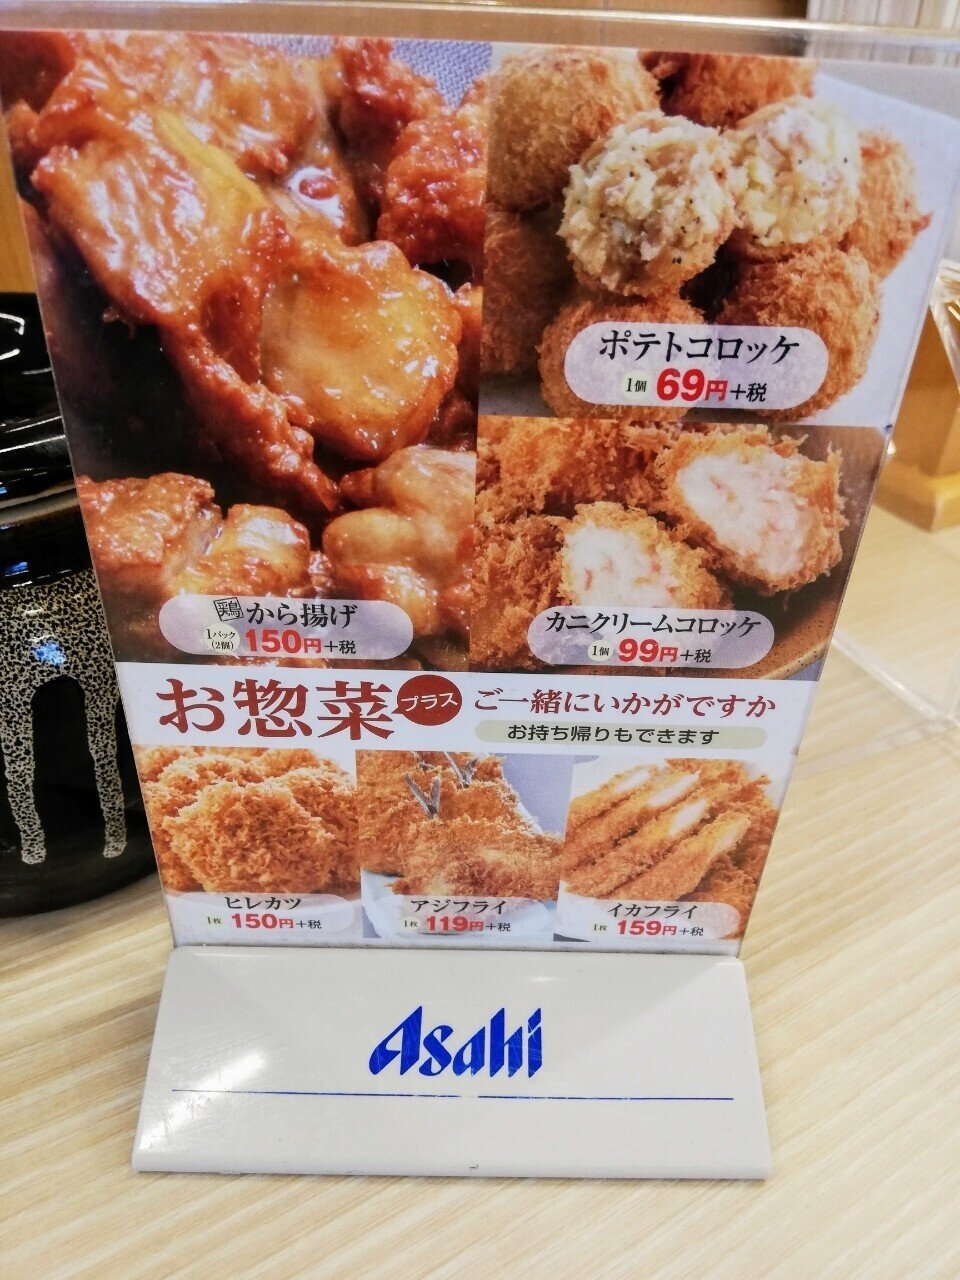 ポテトコロッケ
1個 69円+税
鶏 から揚げ
1パック(2個) 150円+税
カニクリームコロッケ
1個 99円+税
お惣菜 プラス ご一緒にいかがですか
お持ち帰りもできます
ヒレカツ
1枚 150円+税
アジフライ
1枚 119円+税
イカフライ
1枚 159円+税
Asahi